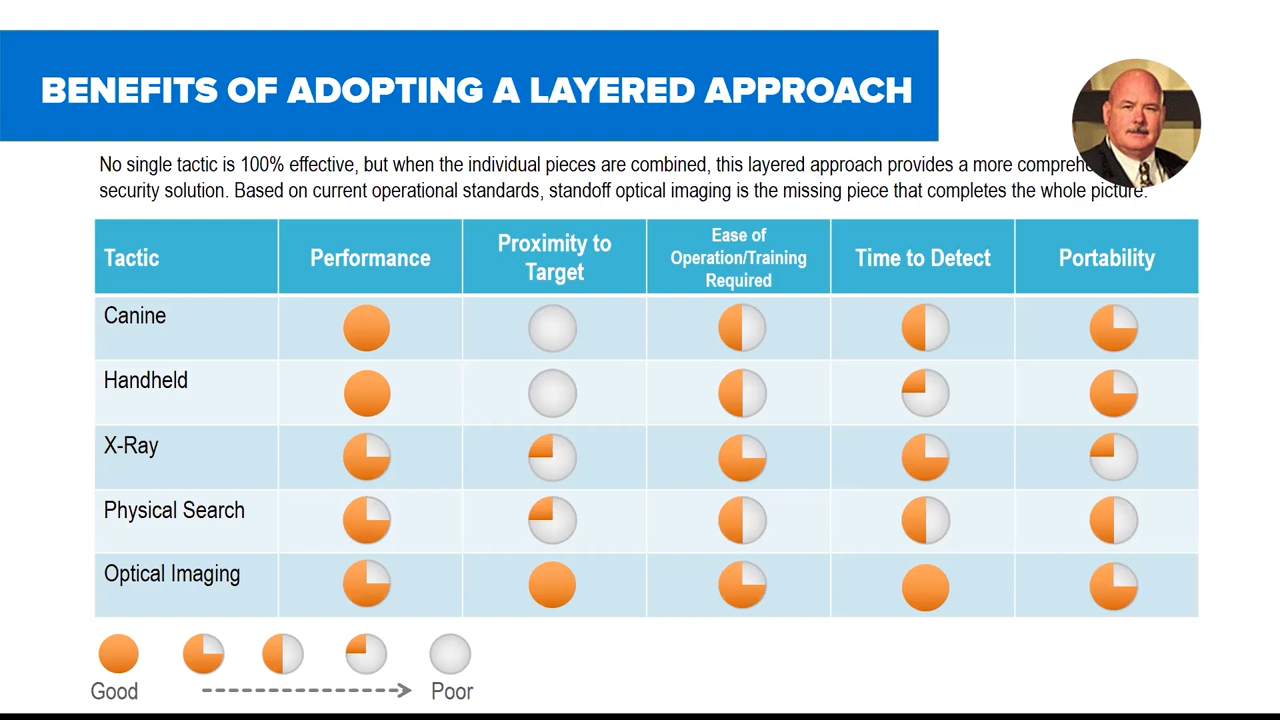 BENEFITS OF ADOPTING A LAYERED APPROACH
No single tactic is 100% effective, but when the individual pieces are combined, this layered approach provides a more
security solution. Based on current operational standards, standoff optical imaging is the missing piece that completes the whole picture.
Tactic
Performance
Proximity to
Target
Ease of
Operation/Training
Required
Time to Detect
Portability
Canine
Handheld
X-Ray
Physical Search
Optical Imaging
Good
Poor